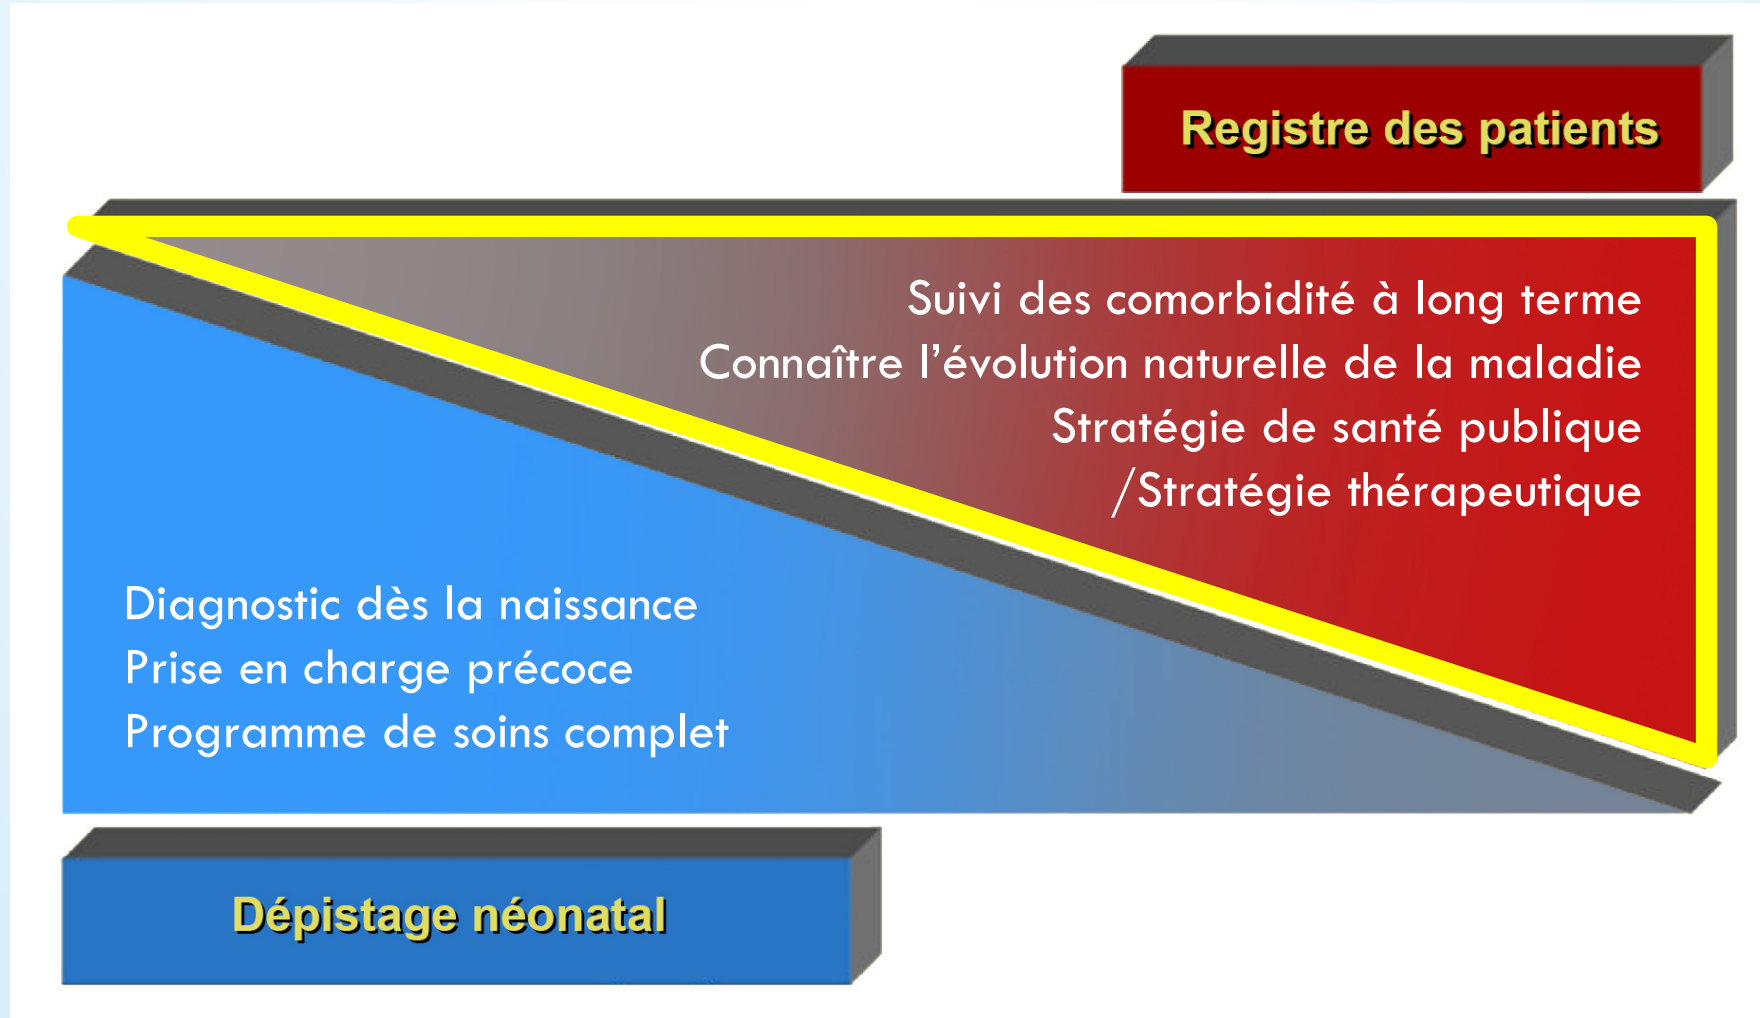 Registre des patients
Suivi des comorbidité à long terme
Connaître l’évolution naturelle de la maladie
Stratégie de santé publique
/Stratégie thérapeutique
Diagnostic dès la naissance
Prise en charge précoce
Programme de soins complet
Dépistage néonatal